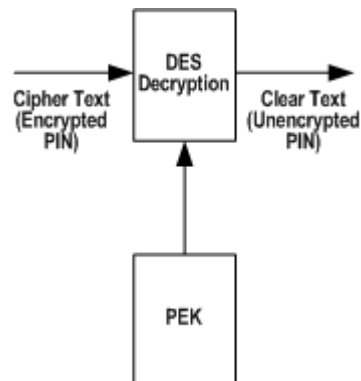 DES
Decryption
Cipher Text
(Encrypted
PIN)
Clear Text
(Unencrypted
PIN)
PEK